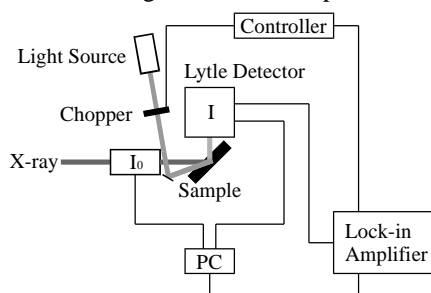 Controller
Light Source
Lytle Detector
I
Chopper
X-ray
I₀
Sample
Lock-in
Amplifier
PC